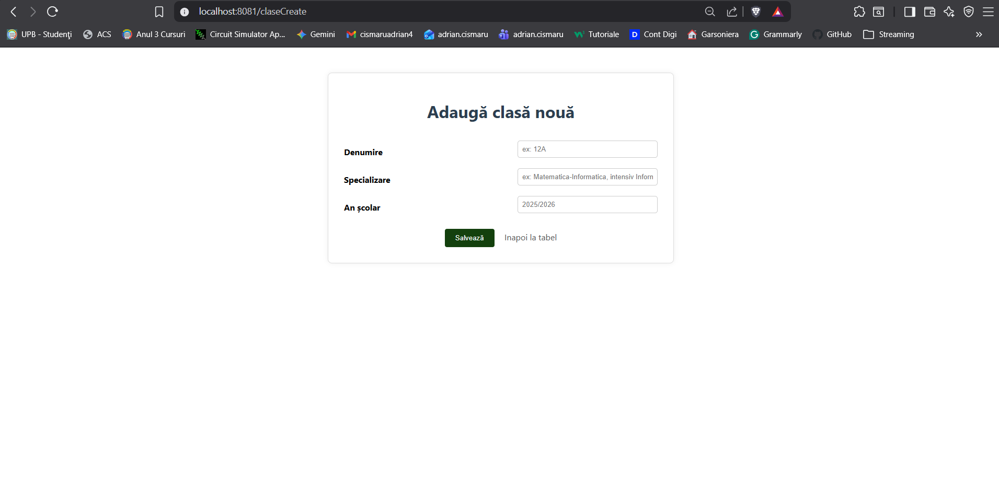 localhost:8081/claseCreate
UPB - Studenţi ACS Anul 3 Cursuri Circuit Simulator Ap... Gemini cismaruadrian4 adrian.cismaru adrian.cismaru Tutoriale Cont Digi Garsoniera Grammarly GitHub Streaming
Adaugă clasă nouă
Denumire ex: 12A
Specializare ex: Matematica-Informatica, intensiv Inforn
An școlar 2025/2026
Salvează Inapoi la tabel